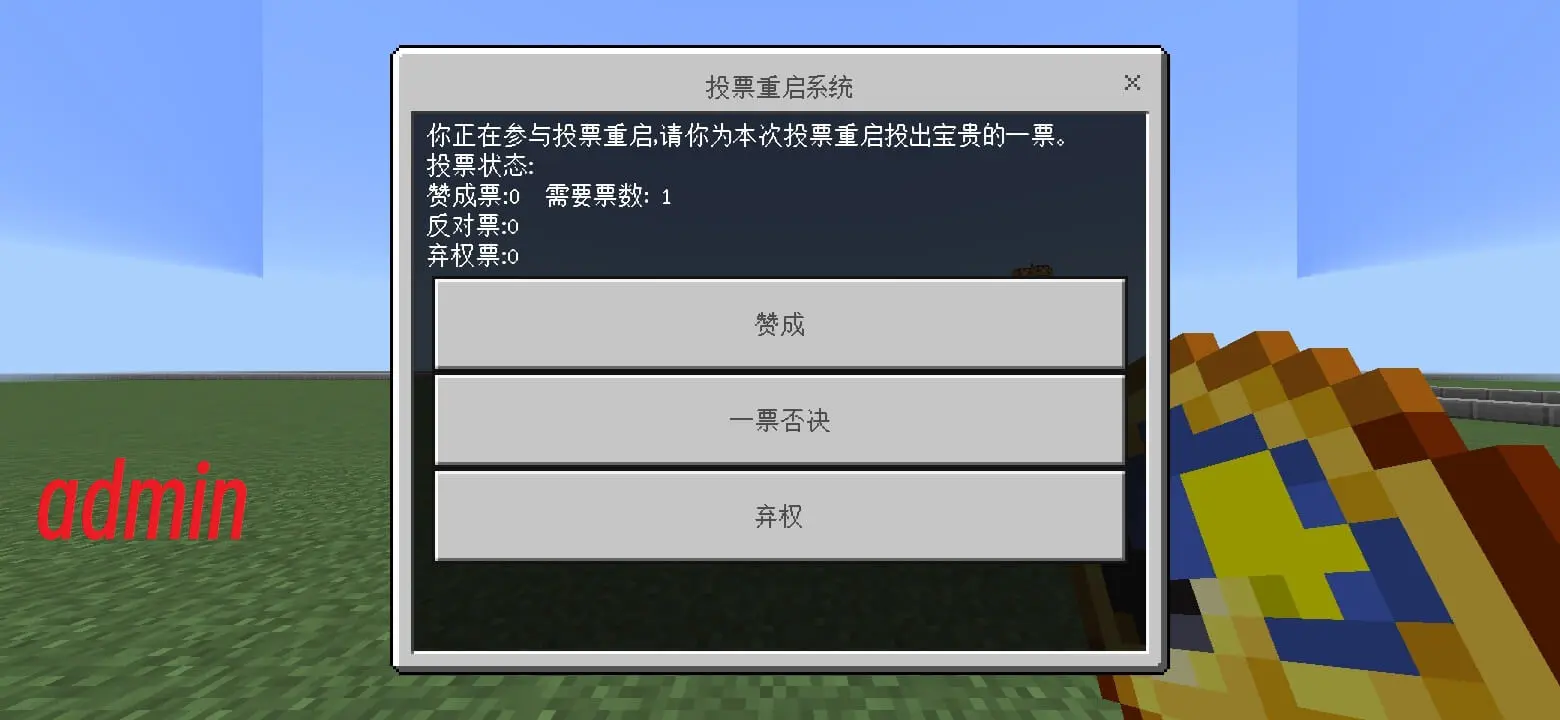 投票重启系统
你正在参与投票重启,请你为本次投票重启投出宝贵的一票。
投票状态:
赞成票:0 需要票数: 1
反对票:0
弃权票:0
赞成
一票否决
弃权
admin